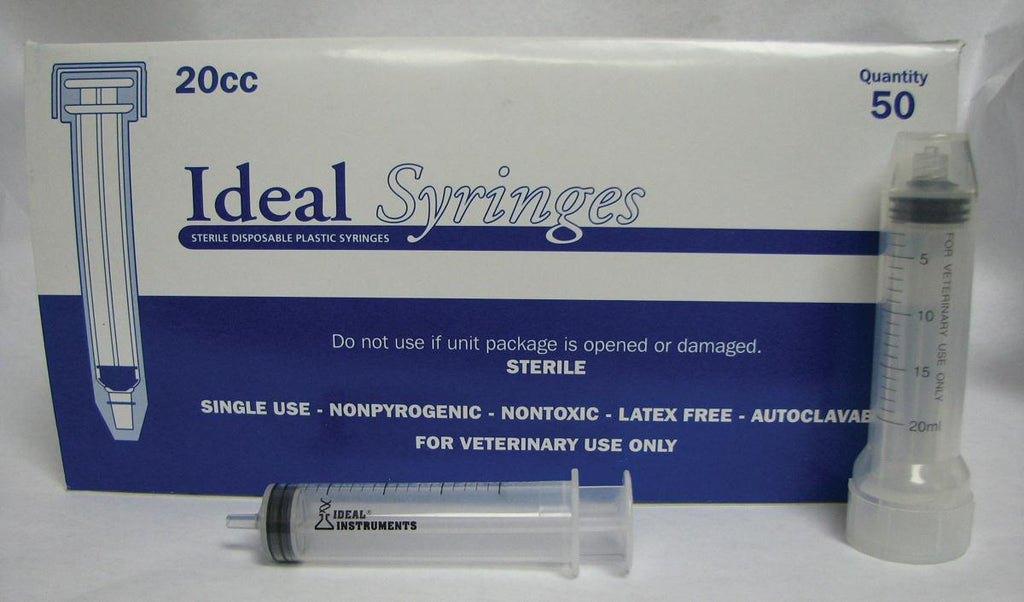 20cc
Quantity
50
Ideal Syringes
STERILE DISPOSABLE PLASTIC SYRINGES
Do not use if unit package is opened or damaged.
STERILE
SINGLE USE - NONPYROGENIC - NONTOXIC - LATEX FREE - AUTOCLAVAB
FOR VETERINARY USE ONLY
5
10
15
20ml
FOR VETERINARY USE ONLY
IDEAL®
INSTRUMENTS